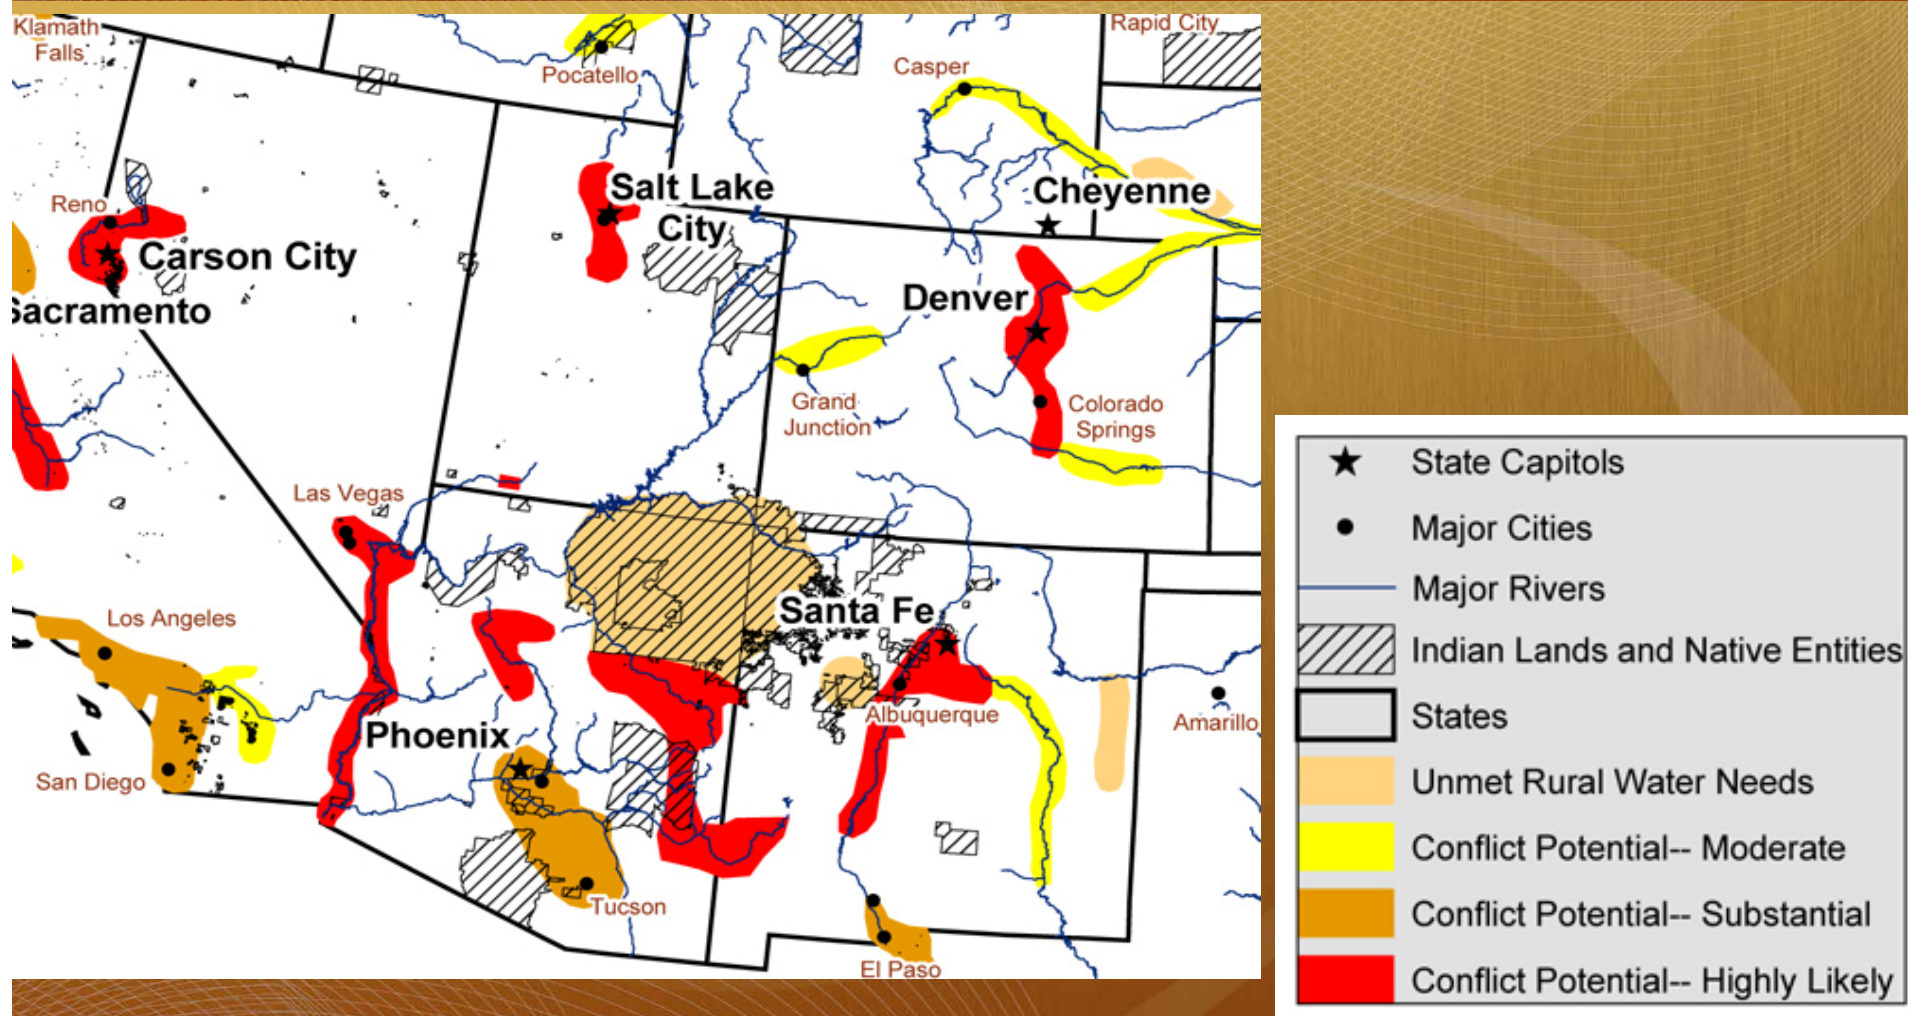 Klamath
Falls
Pocatello
Casper
Rapid City
Reno
Carson City
Sacramento
Salt Lake
City
Cheyenne
Denver
Grand
Junction
Colorado
Springs
Las Vegas
Los Angeles
San Diego
Phoenix
Tucson
Santa Fe
Albuquerque
Amarillo
El Paso
State Capitols
Major Cities
Major Rivers
Indian Lands and Native Entities
States
Unmet Rural Water Needs
Conflict Potential-- Moderate
Conflict Potential-- Substantial
Conflict Potential-- Highly Likely